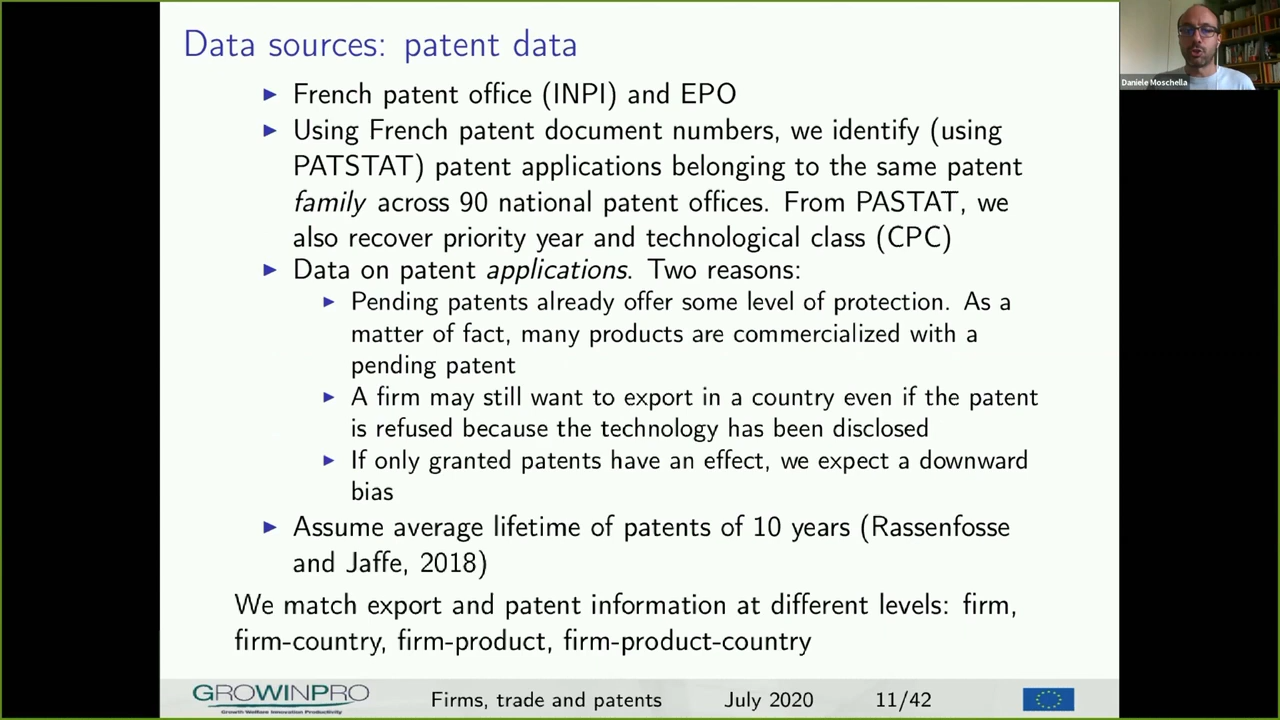 Data sources: patent data
Daniele Moschella
► French patent office (INPI) and EPO
► Using French patent document numbers, we identify (using
PATSTAT) patent applications belonging to the same patent
family across 90 national patent offices. From PASTAT, we
also recover priority year and technological class (CPC)
► Data on patent applications. Two reasons:
► Pending patents already offer some level of protection. As a
matter of fact, many products are commercialized with a
pending patent
► A firm may still want to export in a country even if the patent
is refused because the technology has been disclosed
► If only granted patents have an effect, we expect a downward
bias
► Assume average lifetime of patents of 10 years (Rassenfosse
and Jaffe, 2018)
We match export and patent information at different levels: firm,
firm-country, firm-product, firm-product-country
GROWINPRO
Growth Welfare Innovation Productivity
Firms, trade and patents July 2020 11/42